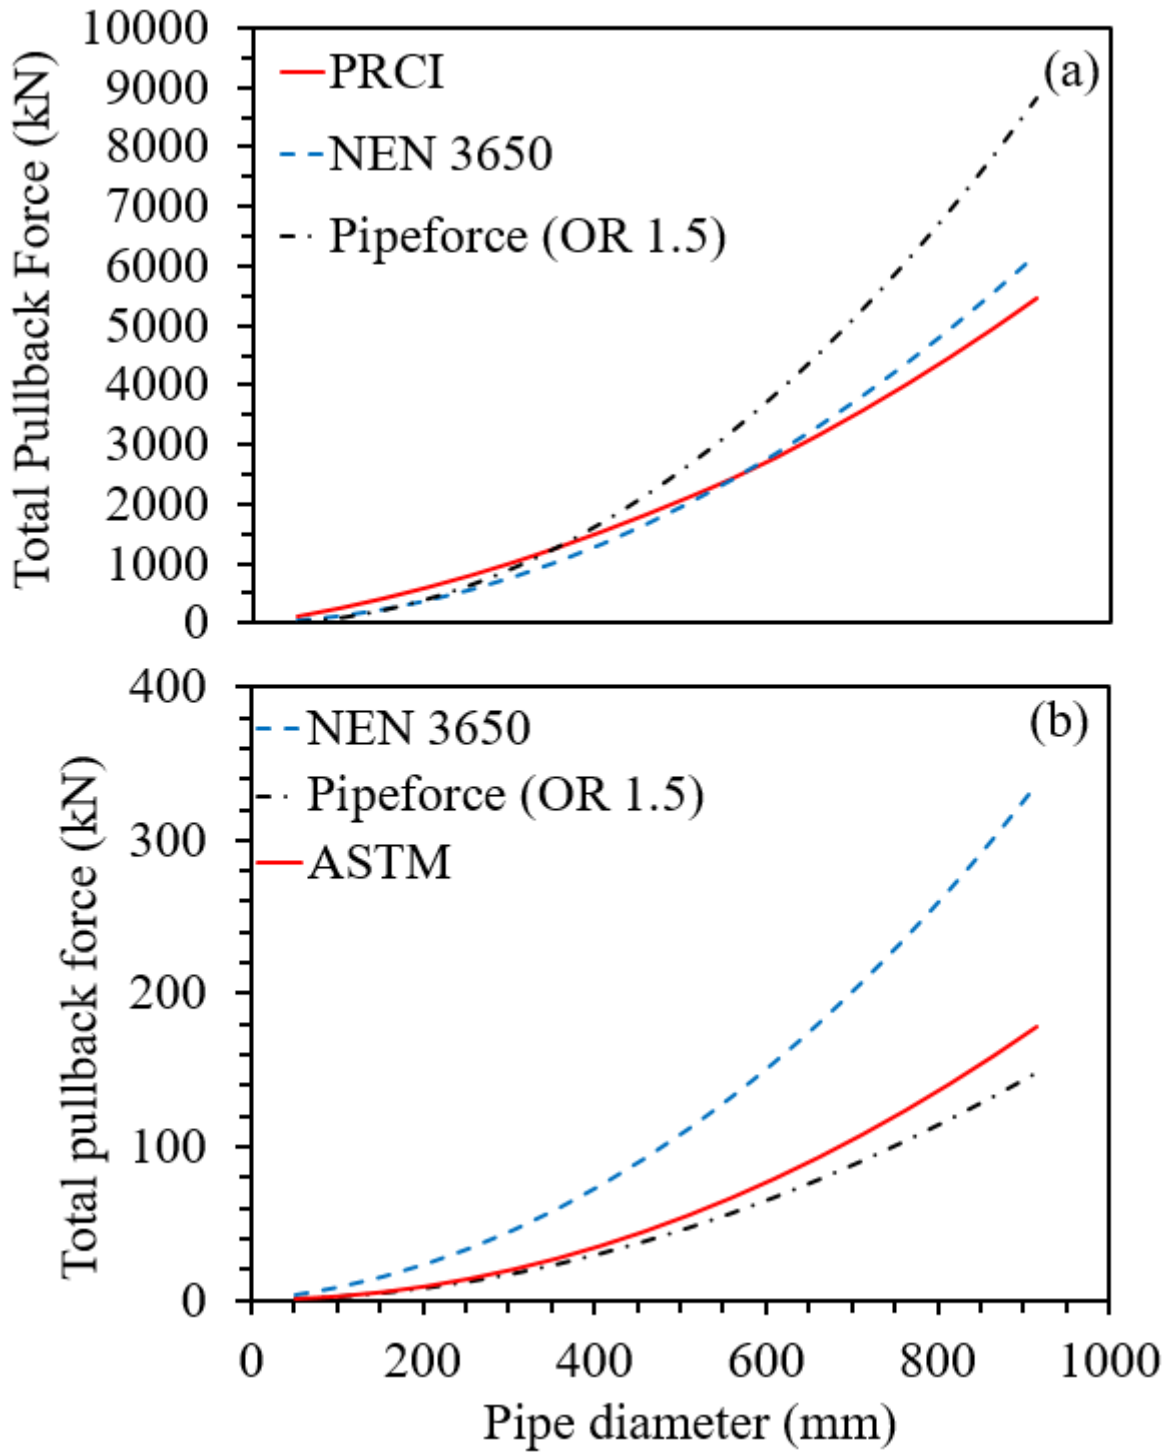 10000
9000
8000
7000
6000
5000
4000
3000
2000
1000
0
Total Pullback Force (kN)
PRCI
NEN 3650
Pipeforce (OR 1.5)
(a)
400
300
200
100
0
Total pullback force (kN)
NEN 3650
Pipeforce (OR 1.5)
ASTM
(b)
0 200 400 600 800 1000
Pipe diameter (mm)